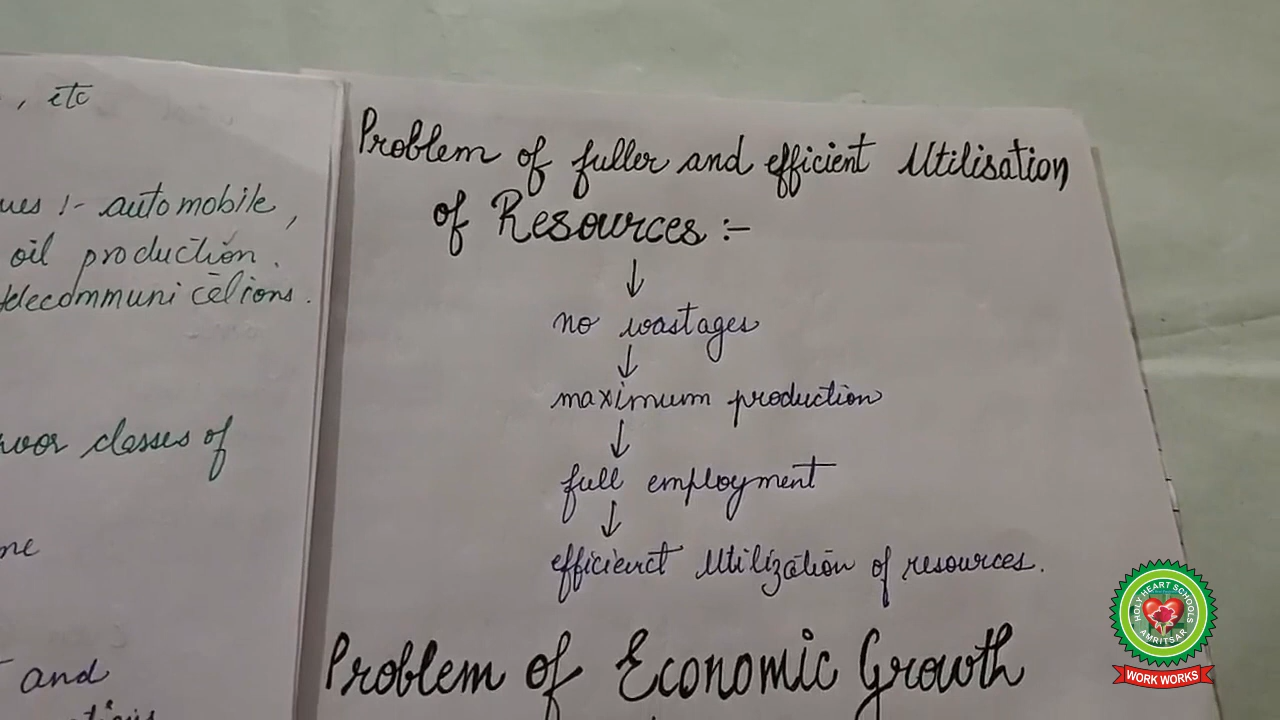 , etc
ues :- automobile,
oil production.
telecommunications.
poor classes of
and
Problem of fuller and efficient Utilisation
of Resources :-
↓
no wastages
↓
maximum production
↓
full employment
↓
efficienct Utilization of resources.
Problem of Economic Growth
HOLY HEART SCHOOLS
AMRITSAR
WORK WORKS